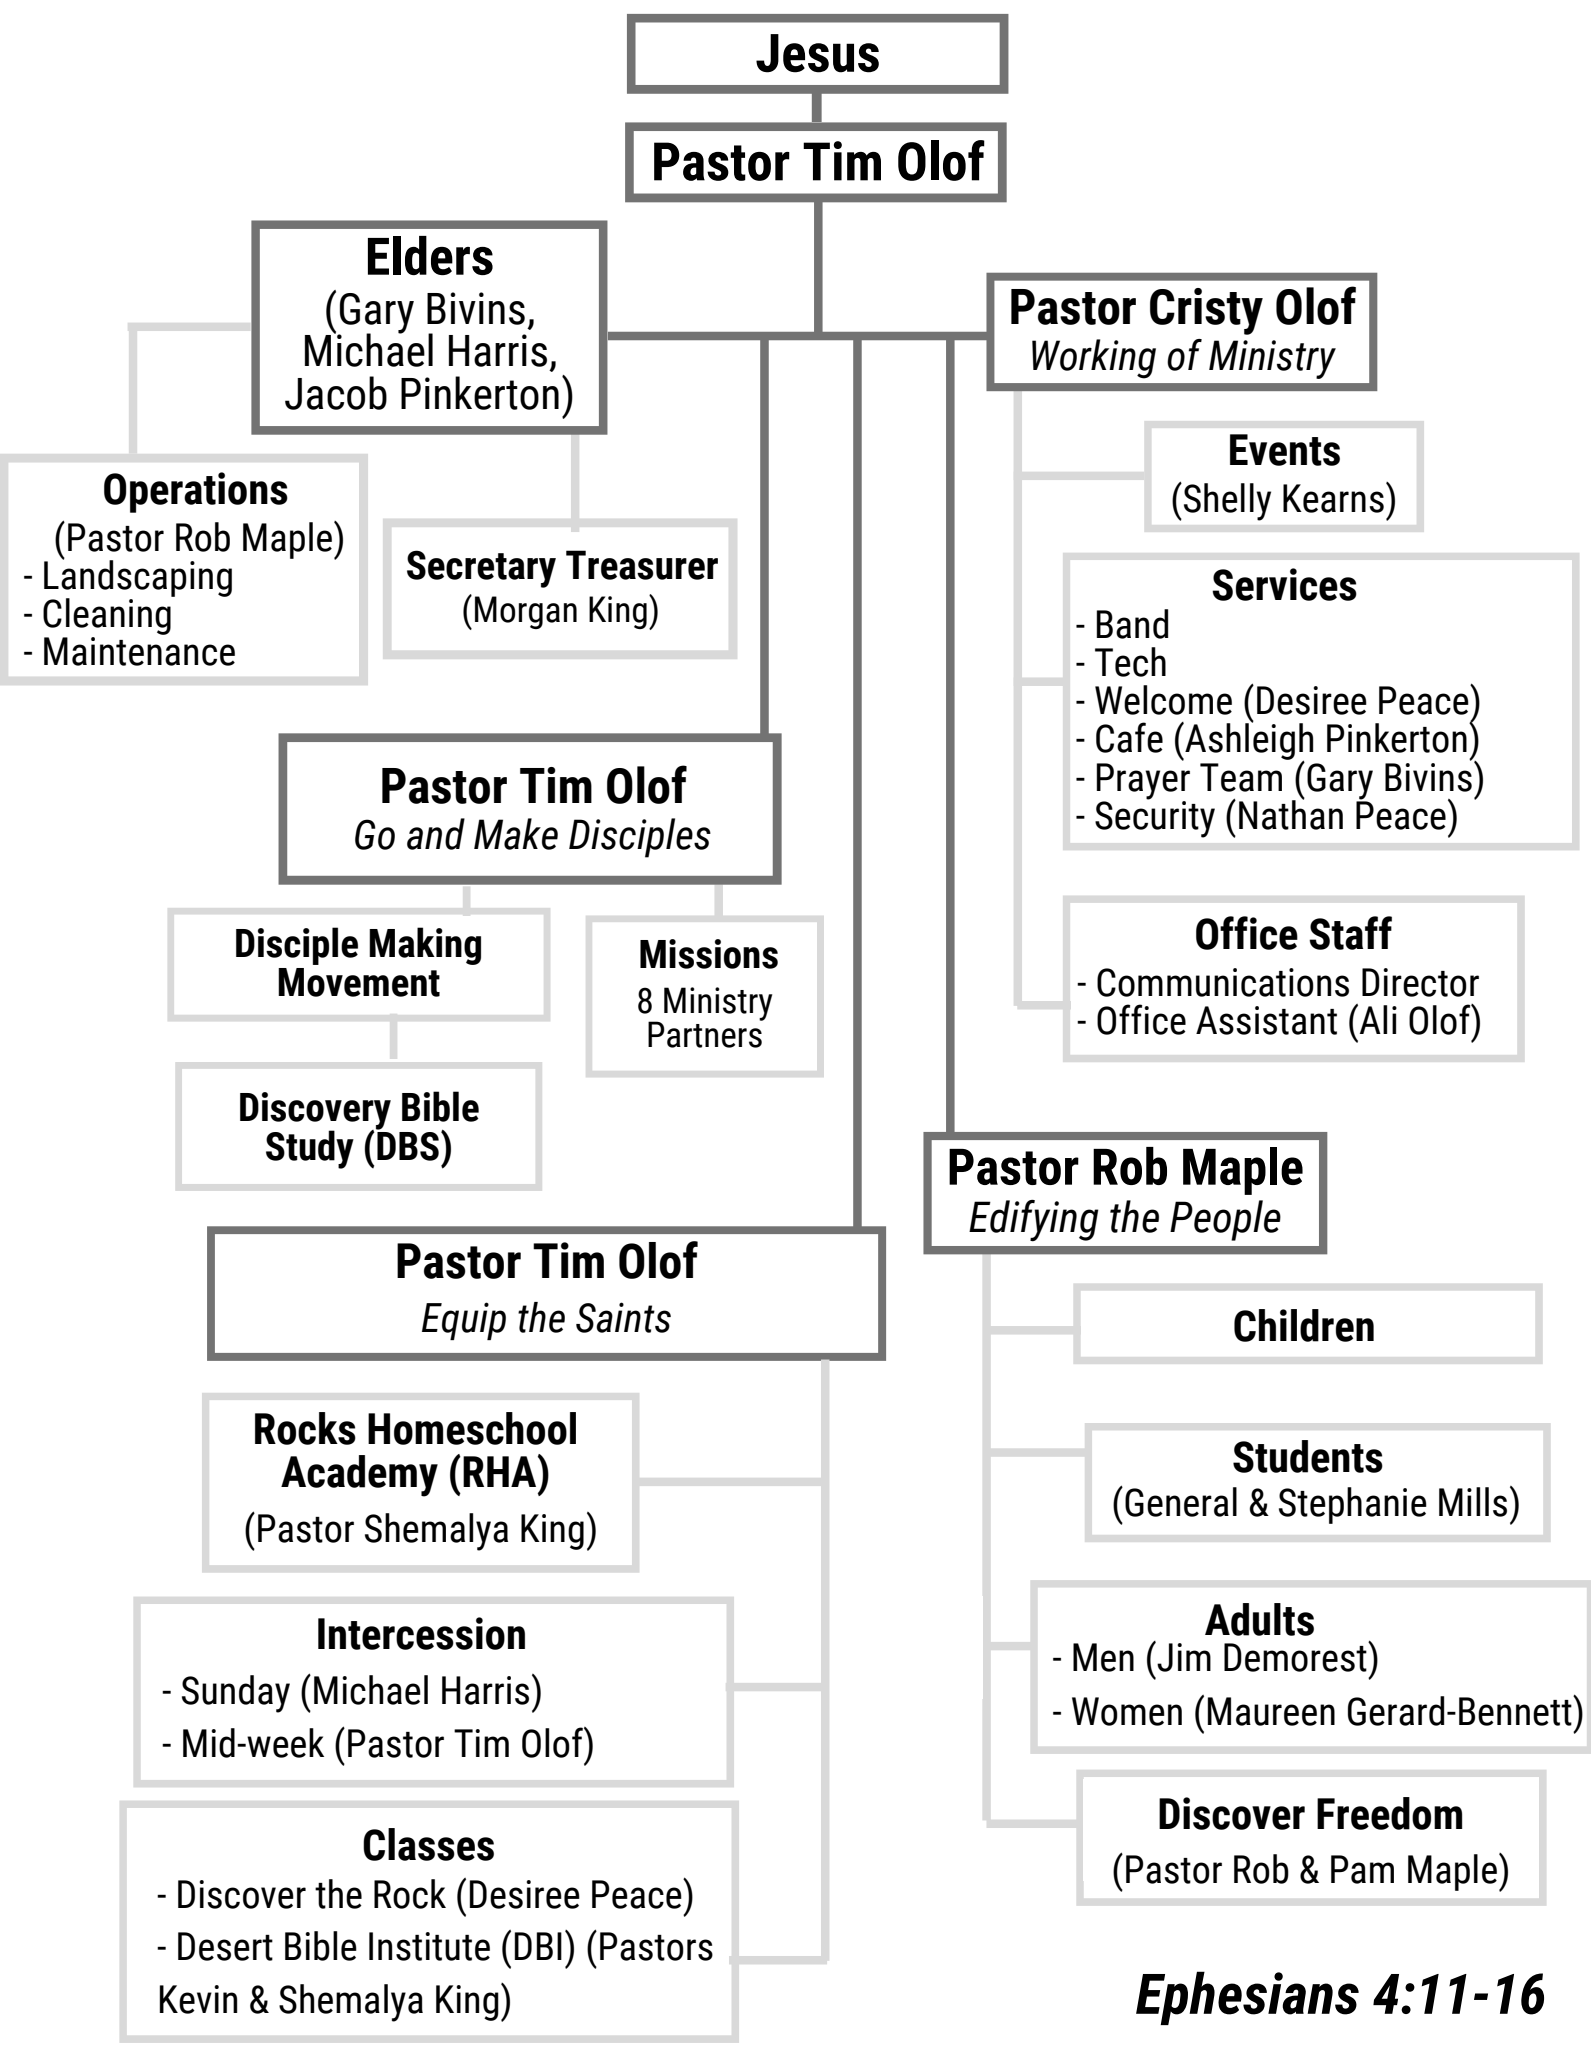 Jesus
Pastor Tim Olof
Elders
(Gary Bivins,
Michael Harris,
Jacob Pinkerton)
Pastor Cristy Olof
Working of Ministry
Operations
(Pastor Rob Maple)
- Landscaping
- Cleaning
- Maintenance
Secretary Treasurer
(Morgan King)
Events
(Shelly Kearns)
Services
- Band
- Tech
- Welcome (Desiree Peace)
- Cafe (Ashleigh Pinkerton)
- Prayer Team (Gary Bivins)
- Security (Nathan Peace)
Office Staff
- Communications Director
- Office Assistant (Ali Olof)
Pastor Tim Olof
Go and Make Disciples
Disciple Making
Movement
Missions
8 Ministry
Partners
Discovery Bible
Study (DBS)
Pastor Tim Olof
Equip the Saints
Rocks Homeschool
Academy (RHA)
(Pastor Shemalya King)
Intercession
- Sunday (Michael Harris)
- Mid-week (Pastor Tim Olof)
Classes
- Discover the Rock (Desiree Peace)
- Desert Bible Institute (DBI) (Pastors
Kevin & Shemalya King)
Pastor Rob Maple
Edifying the People
Children
Students
(General & Stephanie Mills)
Adults
- Men (Jim Demorest)
- Women (Maureen Gerard-Bennett)
Discover Freedom
(Pastor Rob & Pam Maple)
Ephesians 4:11-16